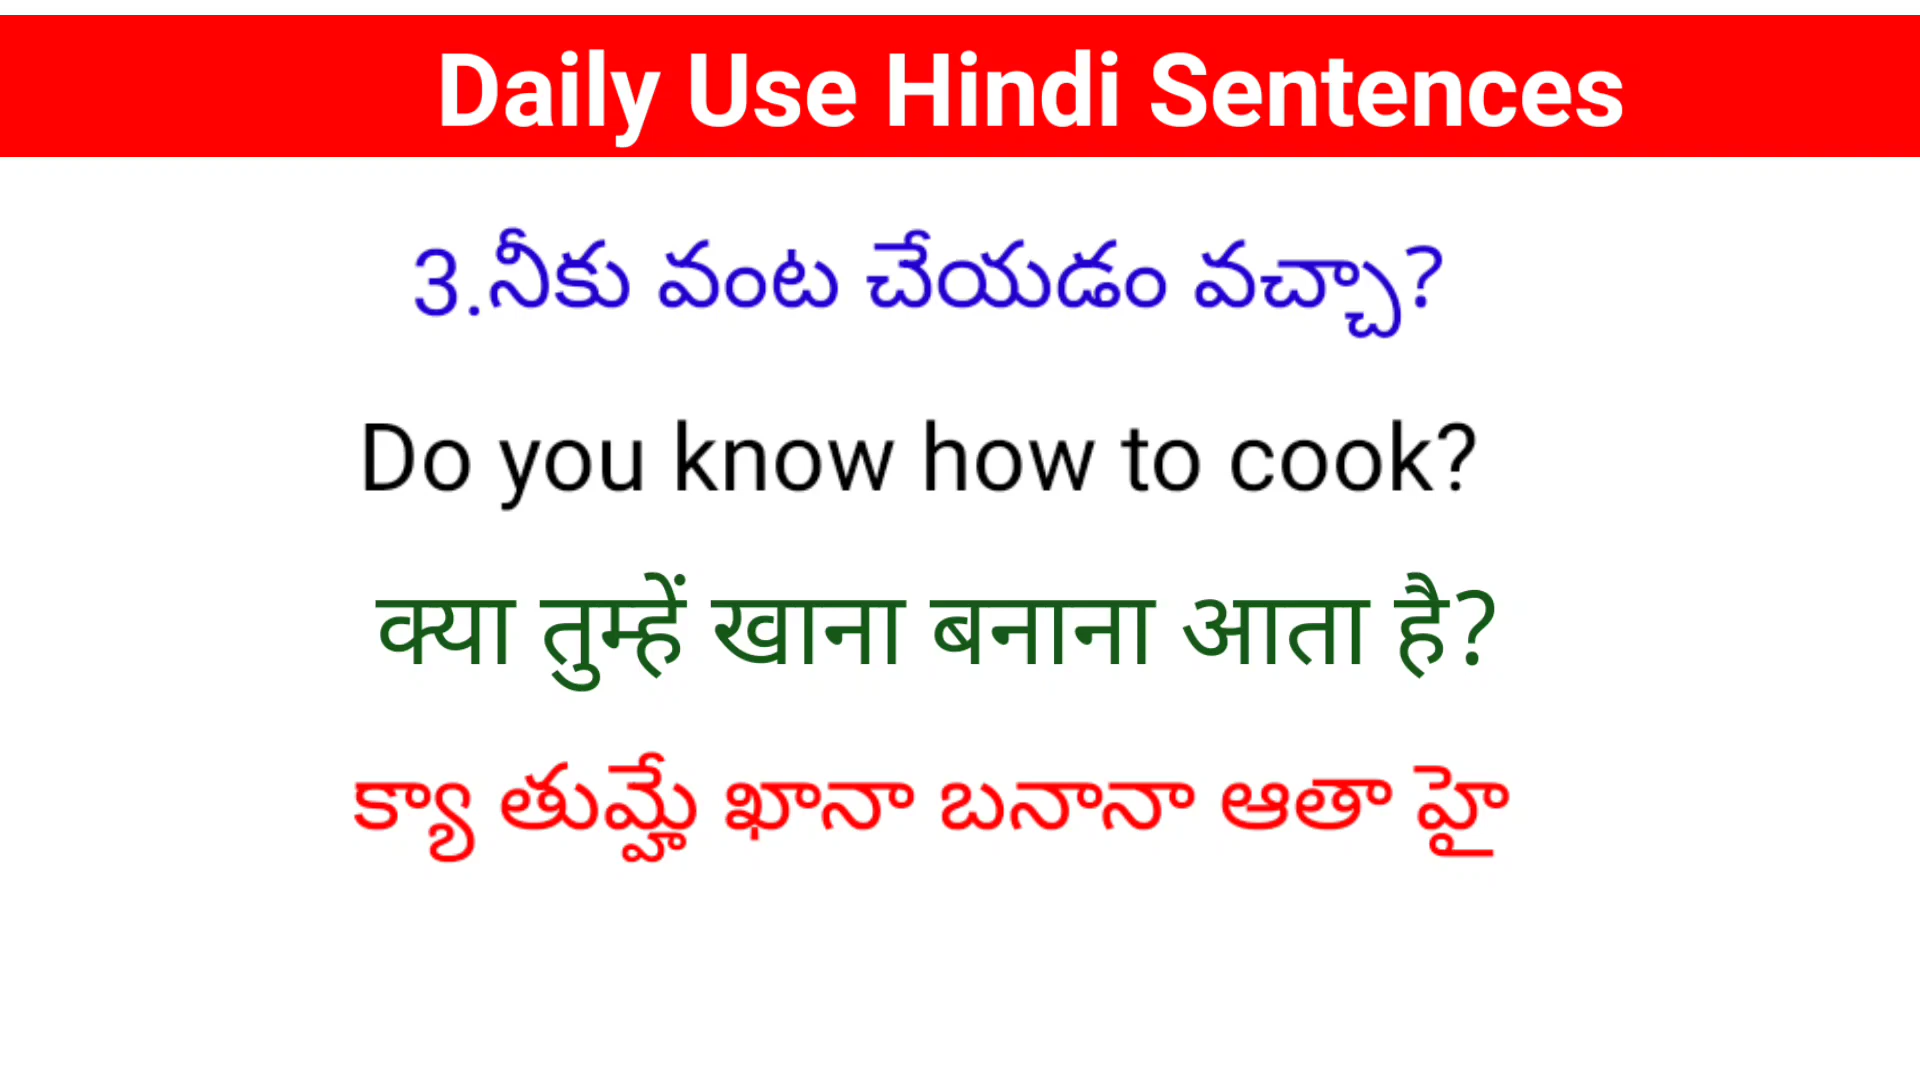 Daily Use Hindi Sentences
3.నీకు వంట చేయడం వచ్చా?
Do you know how to cook?
क्या तुम्हें खाना बनाना आता है?
క్యా తుమ్హే ఖానా బనానా ఆతా హై